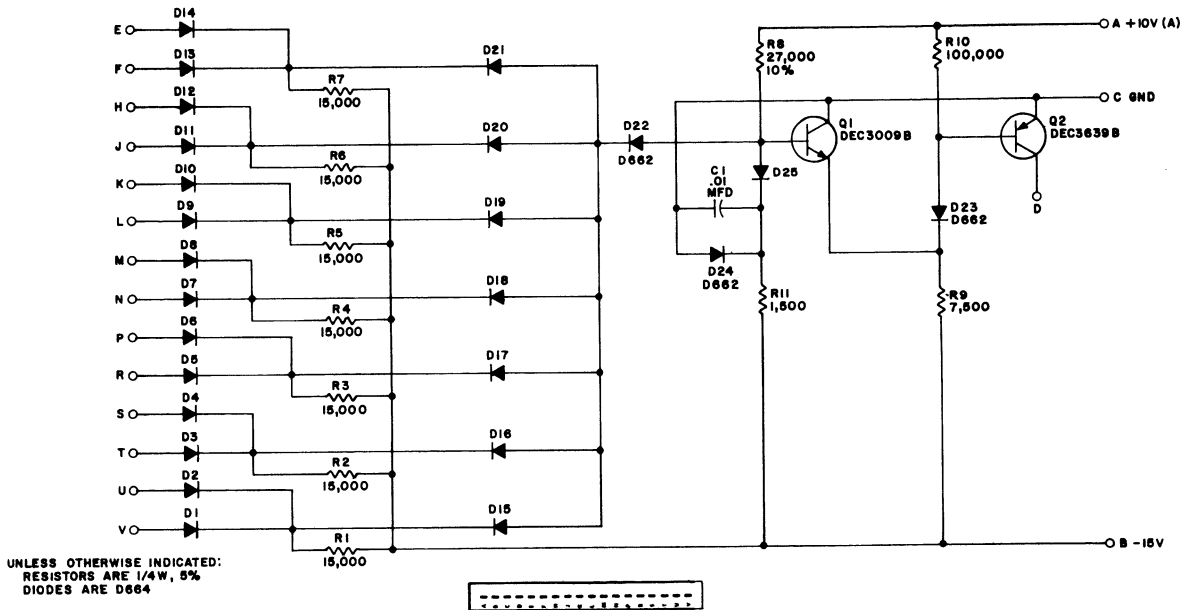 D14
E
D13
F
D12
H
D11
J
D10
K
D9
L
D8
M
D7
N
D6
P
D5
R
D4
S
D3
T
D2
U
D1
V
R7
15,000
R6
15,000
R5
15,000
R4
15,000
R3
15,000
R2
15,000
R1
15,000
D21
D20
D19
D18
D17
D16
D15
D22
D662
R8
27,000
10%
R10
100,000
A +10V (A)
C GND
Q1
DEC3009B
Q2
DEC3639B
D25
C1
.01
MFD
D24
D662
D23
D662
D
R11
1,500
R9
7,500
B -15V
UNLESS OTHERWISE INDICATED:
RESISTORS ARE 1/4W, 5%
DIODES ARE D664